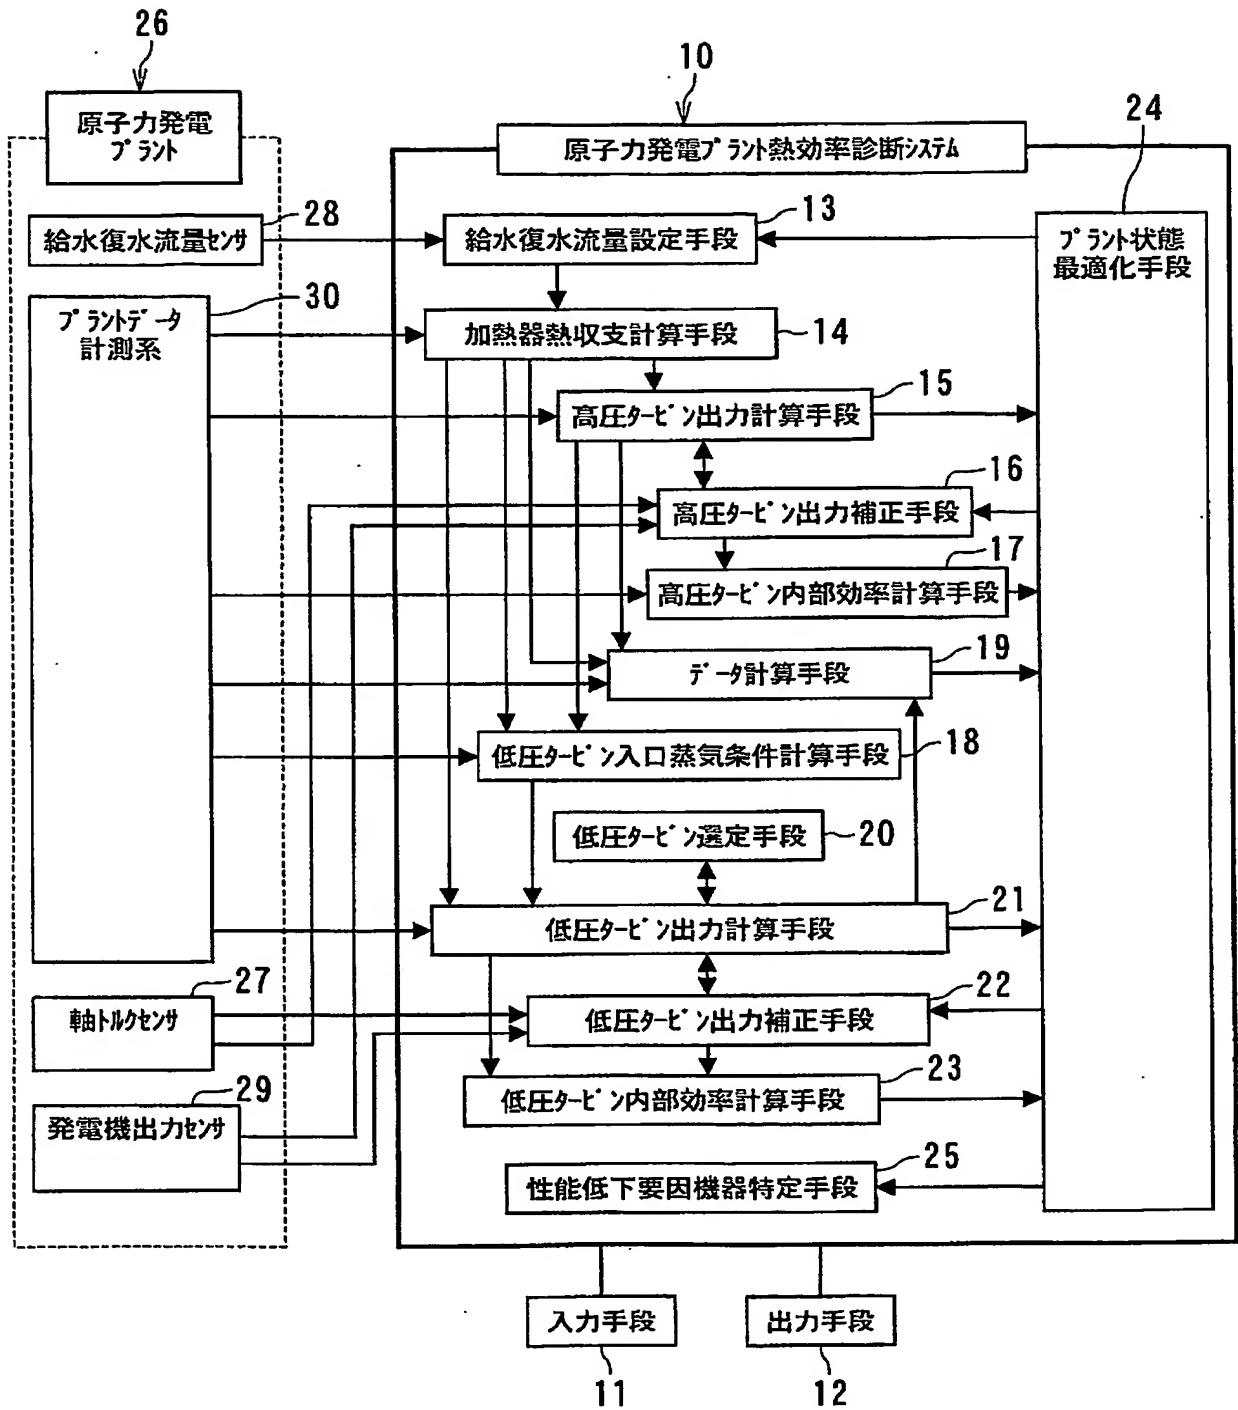 26
原子力発電
プラント
10
原子力発電プラント熱効率診断システム
24
プラント状態
最適化手段
28
給水復水流量センサ
13
給水復水流量設定手段
30
プラントデータ
計測系
14
加熱器熱収支計算手段
15
高圧タービン出力計算手段
16
高圧タービン出力補正手段
17
高圧タービン内部効率計算手段
19
データ計算手段
18
低圧タービン入口蒸気条件計算手段
20
低圧タービン選定手段
21
低圧タービン出力計算手段
27
軸トルクセンサ
22
低圧タービン出力補正手段
23
低圧タービン内部効率計算手段
29
発電機出力センサ
25
性能低下要因機器特定手段
入力手段
出力手段
11
12